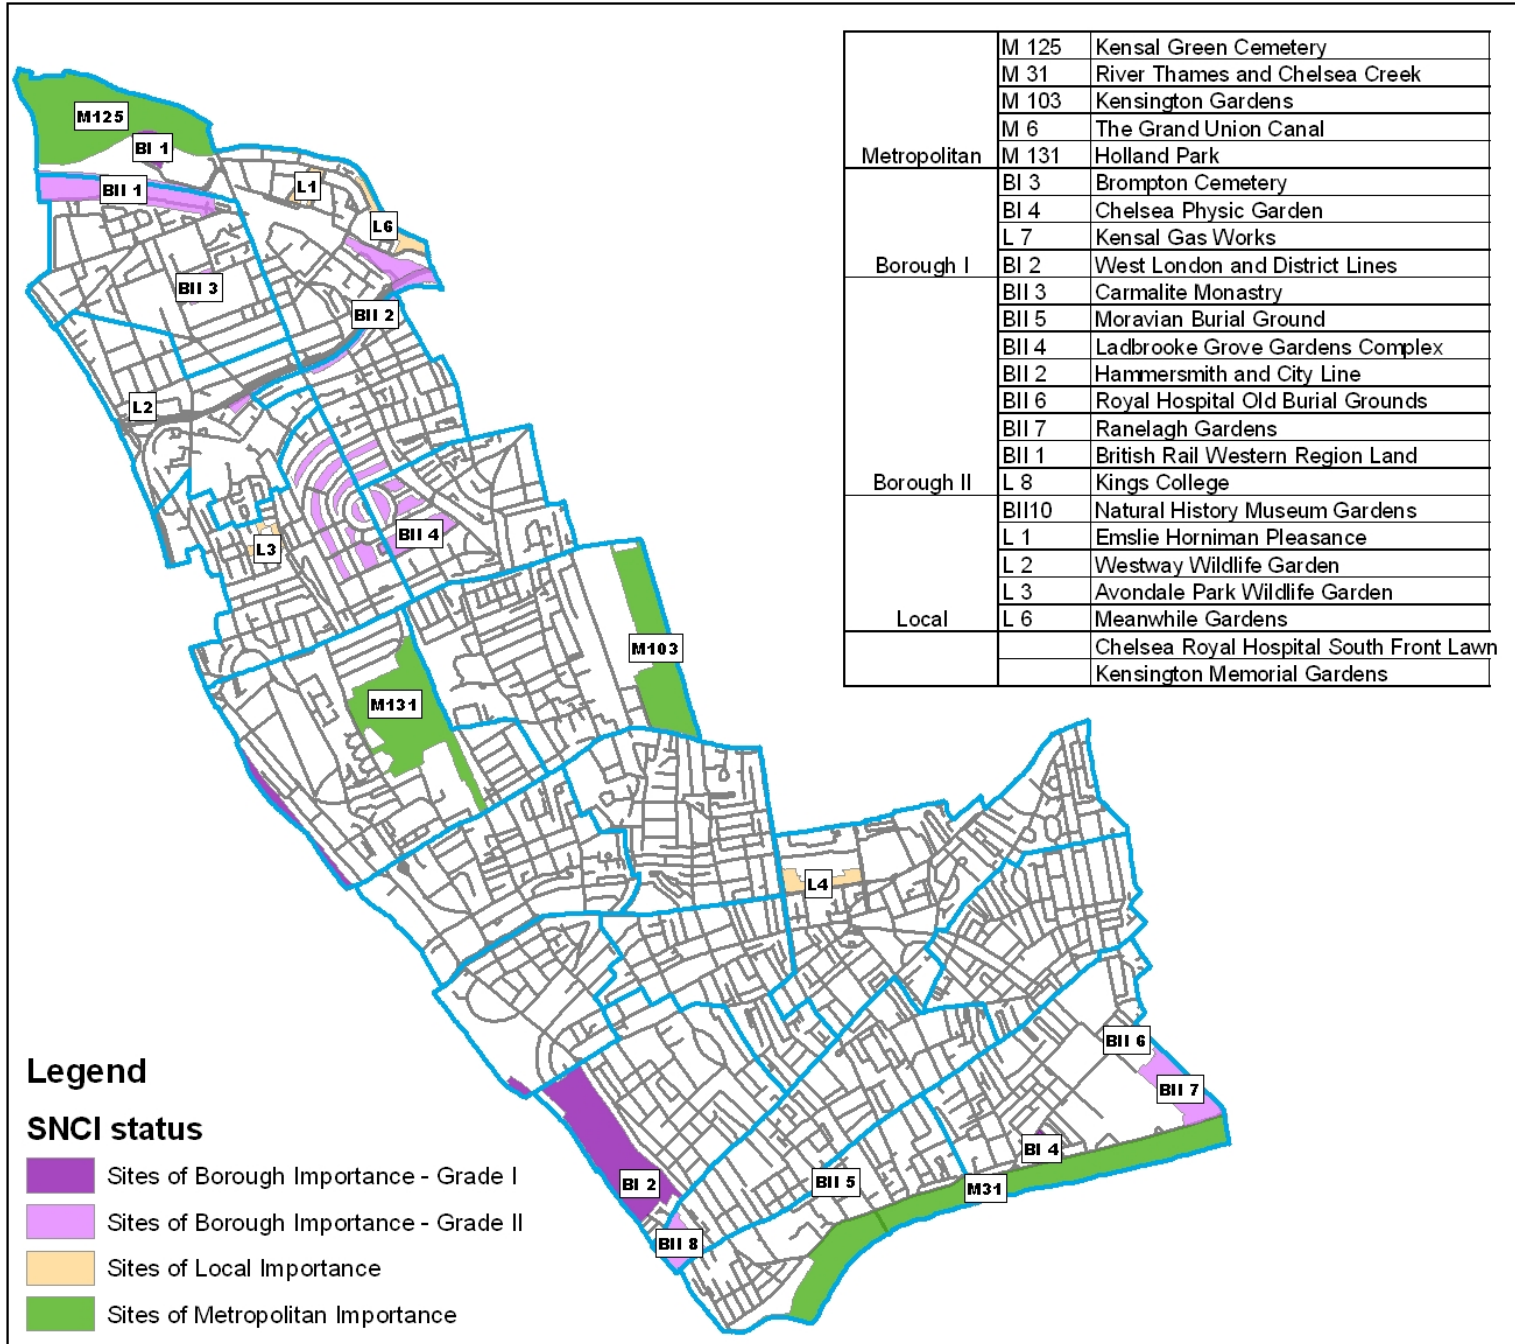 M 125 Kensal Green Cemetery
M 31 River Thames and Chelsea Creek
M 103 Kensington Gardens
M 6 The Grand Union Canal
Metropolitan M 131 Holland Park
BI 3 Brompton Cemetery
BI 4 Chelsea Physic Garden
L 7 Kensal Gas Works
Borough I BI 2 West London and District Lines
BII 3 Carmalite Monastry
BII 5 Moravian Burial Ground
BII 4 Ladbrooke Grove Gardens Complex
BII 2 Hammersmith and City Line
BII 6 Royal Hospital Old Burial Grounds
BII 7 Ranelagh Gardens
BII 1 British Rail Western Region Land
Borough II L 8 Kings College
BII10 Natural History Museum Gardens
L 1 Emslie Horniman Pleasance
L 2 Westway Wildlife Garden
L 3 Avondale Park Wildlife Garden
Local L 6 Meanwhile Gardens
Chelsea Royal Hospital South Front Lawn
Kensington Memorial Gardens
M125
BI 1
BII 1
L1
L6
BII 3
BII 2
L2
BII 4
L3
M103
M131
L4
BII 6
BII 7
BI 4
BI 2
BII 5
M31
BII 8
Legend
SNCI status
Sites of Borough Importance - Grade I
Sites of Borough Importance - Grade II
Sites of Local Importance
Sites of Metropolitan Importance